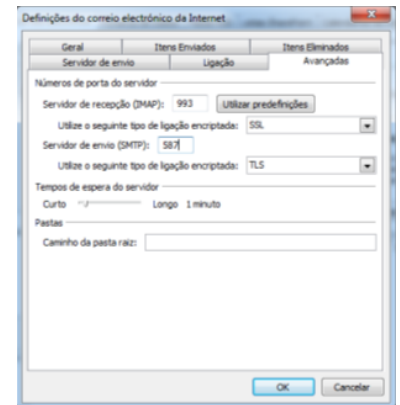 Definições do correio electrónico da Internet
Geral Itens Enviados Itens Eliminados
Servidor de envio Ligação Avançadas
Números de porta do servidor
Servidor de recepção (IMAP): 993 Utilizar predefinições
Utilize o seguinte tipo de ligação encriptada: SSL
Servidor de envio (SMTP): 587
Utilize o seguinte tipo de ligação encriptada: TLS
Tempos de espera do servidor
Curto Longo 1 minuto
Pastas
Caminho da pasta raiz:
OK Cancelar